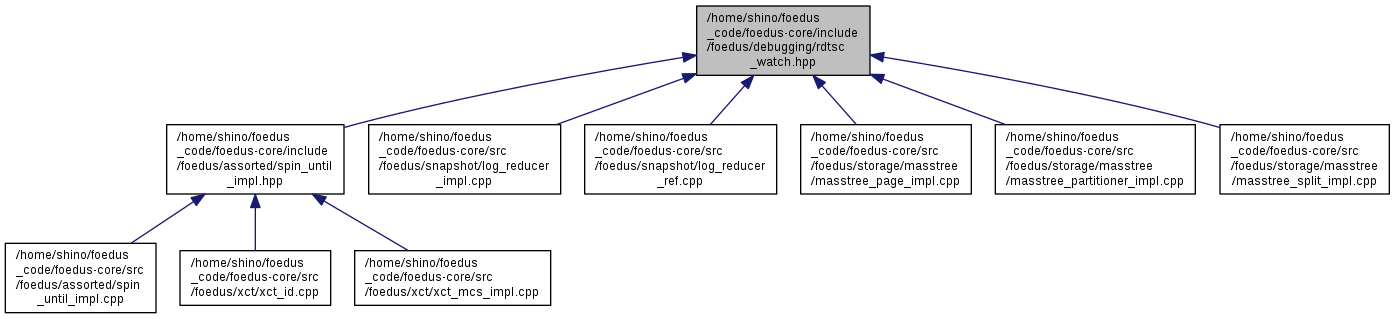 /home/shino/foedus
_code/foedus-core/include
/foedus/debugging/rdtsc
_watch.hpp
/home/shino/foedus
_code/foedus-core/include
/foedus/assorted/spin_until
_impl.hpp
/home/shino/foedus
_code/foedus-core/src
/foedus/snapshot/log_reducer
_impl.cpp
/home/shino/foedus
_code/foedus-core/src
/foedus/snapshot/log_reducer
_ref.cpp
/home/shino/foedus
_code/foedus-core/src
/foedus/storage/masstree
/masstree_page_impl.cpp
/home/shino/foedus
_code/foedus-core/src
/foedus/storage/masstree
/masstree_partitioner_impl.cpp
/home/shino/foedus
_code/foedus-core/src
/foedus/storage/masstree
/masstree_split_impl.cpp
/home/shino/foedus
_code/foedus-core/src
/foedus/assorted/spin
_until_impl.cpp
/home/shino/foedus
_code/foedus-core/src
/foedus/xct/xct_id.cpp
/home/shino/foedus
_code/foedus-core/src
/foedus/xct/xct_mcs_impl.cpp